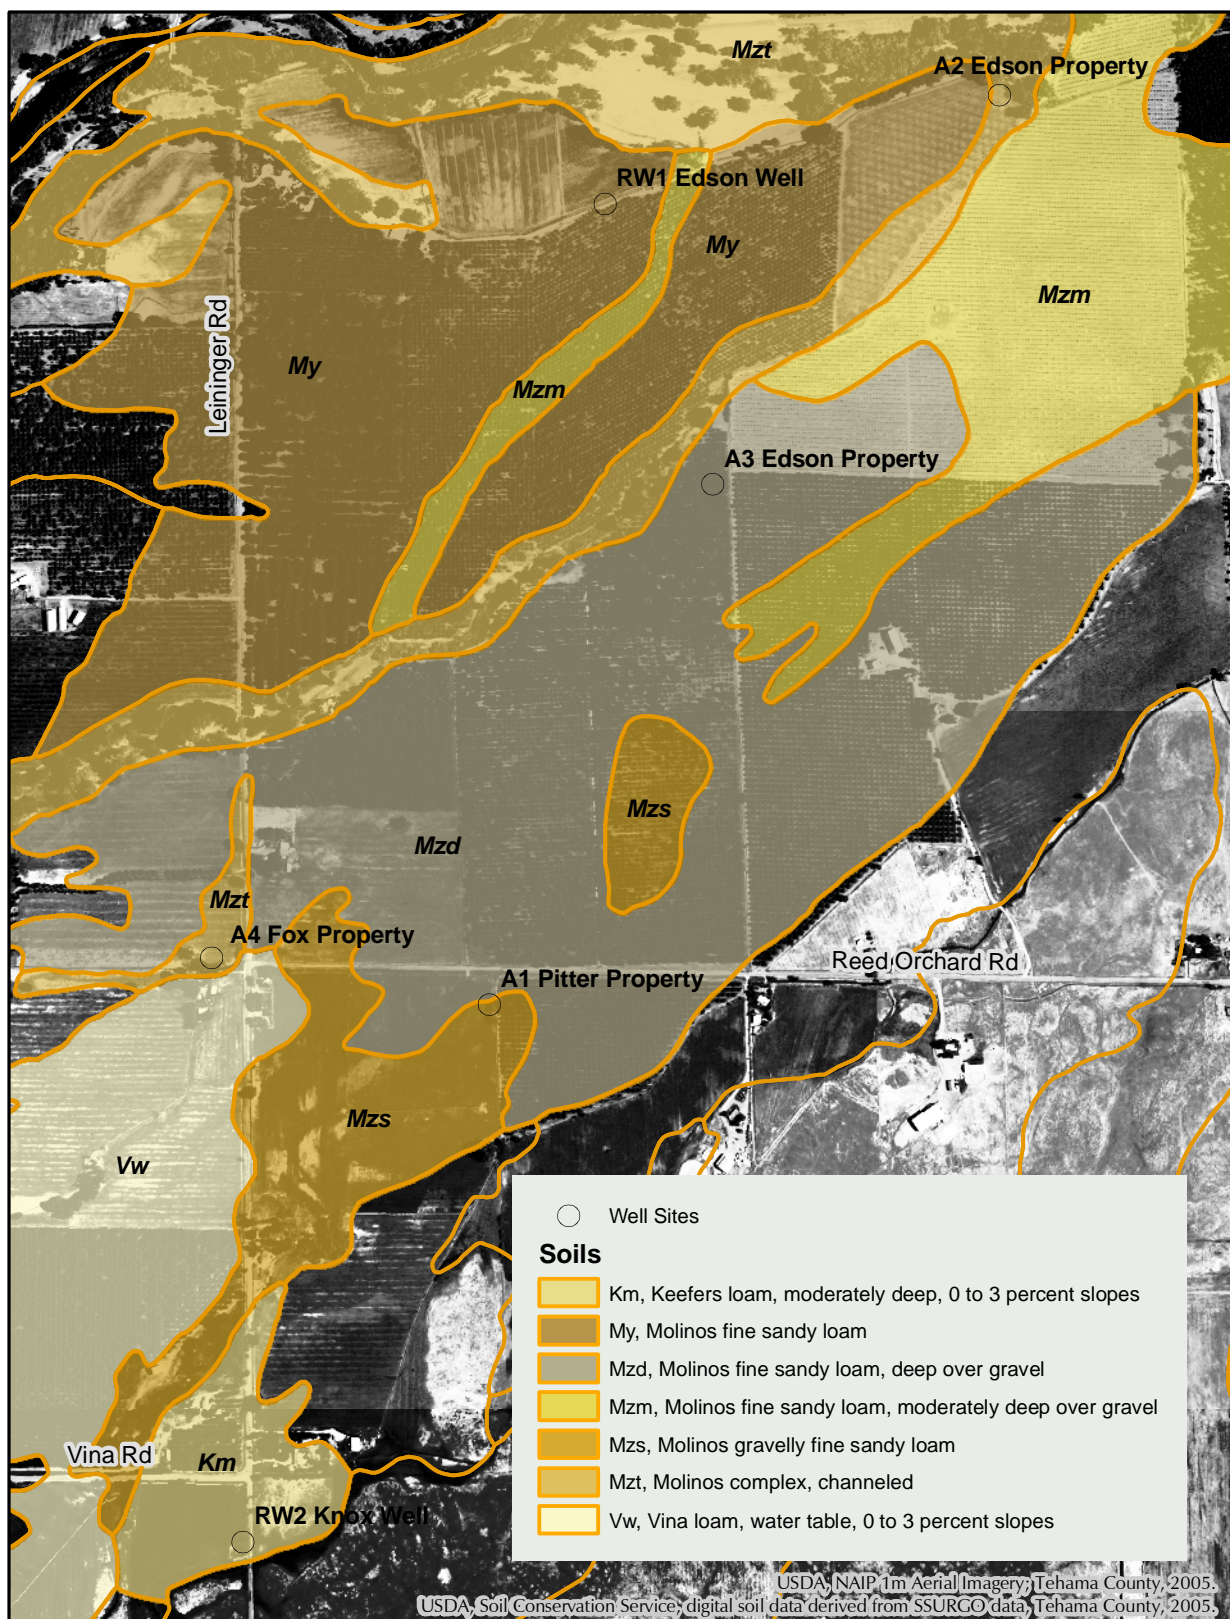 Mzt
A2 Edson Property
RW1 Edson Well
My
Mzm
Leininger Rd
My
Mzm
A3 Edson Property
Mzs
Mzd
Mzt
A4 Fox Property
Reed Orchard Rd
A1 Pitter Property
Mzs
Vw
Vina Rd
Km
RW2 Knox Well
Well Sites
Soils
Km, Keefers loam, moderately deep, 0 to 3 percent slopes
My, Molinos fine sandy loam
Mzd, Molinos fine sandy loam, deep over gravel
Mzm, Molinos fine sandy loam, moderately deep over gravel
Mzs, Molinos gravelly fine sandy loam
Mzt, Molinos complex, channeled
Vw, Vina loam, water table, 0 to 3 percent slopes
USDA, NAIP 1m Aerial Imagery; Tehama County, 2005.
USDA, Soil Conservation Service, digital soil data derived from SSURGO data, Tehama County, 2005.